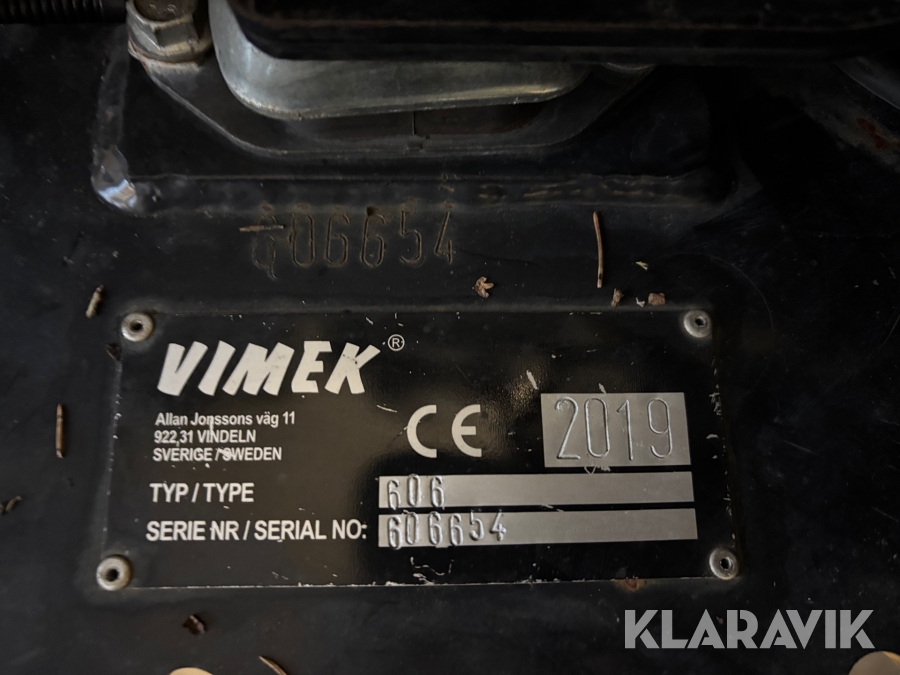 606654
VIMEK®
Allan Jonssons väg 11
922 31 VINDELN
SVERIGE / SWEDEN
CE
2019
TYP / TYPE
606
SERIE NR / SERIAL NO:
606654
KLARAVIK